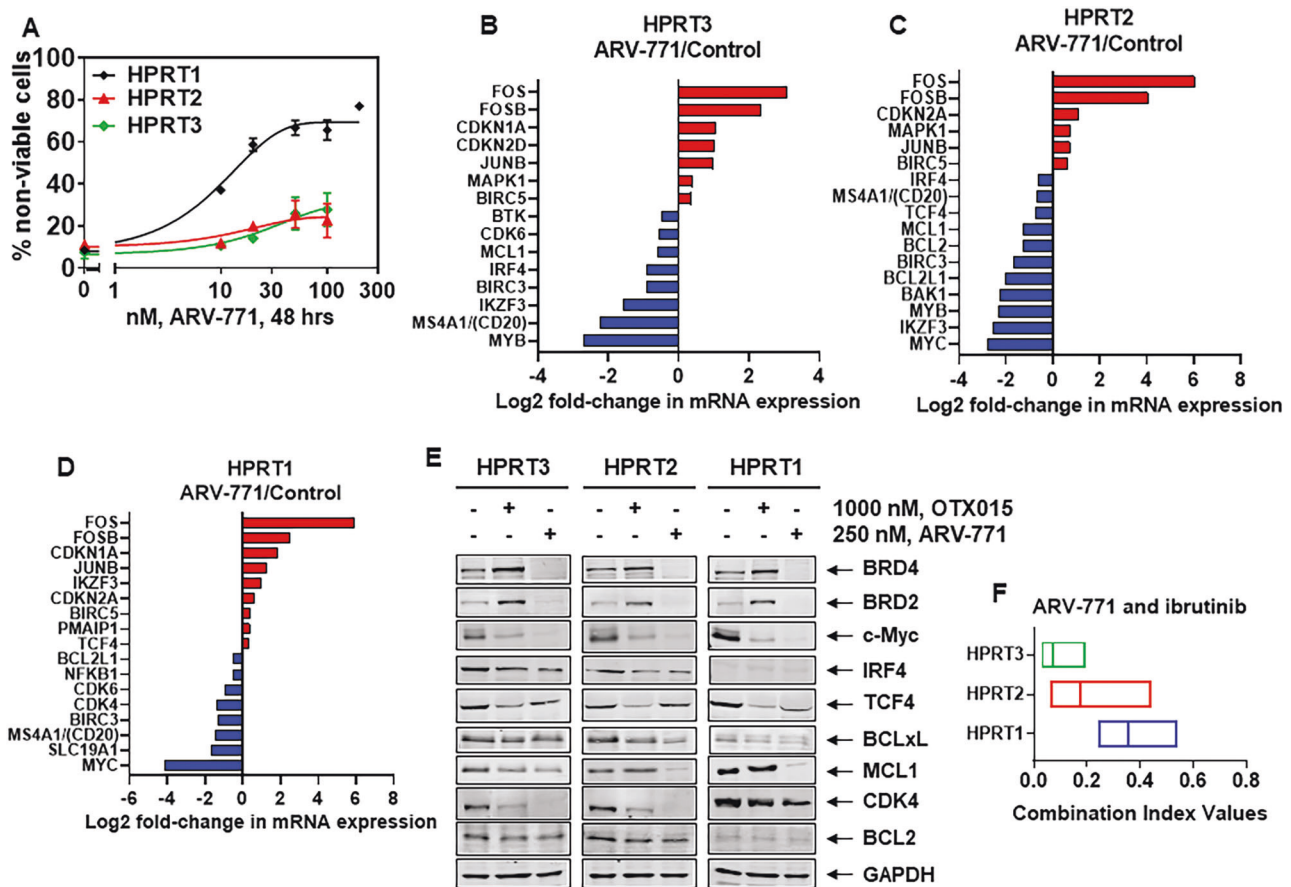 A
% non-viable cells
100
80
60
40
20
0
HPRT1
HPRT2
HPRT3
0 1 10 30 100 300
nM, ARV-771, 48 hrs
B
HPRT3
ARV-771/Control
FOS
FOSB
CDKN1A
CDKN2D
JUNB
MAPK1
BIRC5
BTK
CDK6
MCL1
IRF4
BIRC3
IKZF3
MS4A1/(CD20)
MYB
-4 -2 0 2 4
Log2 fold-change in mRNA expression
C
HPRT2
ARV-771/Control
FOS
FOSB
CDKN2A
MAPK1
JUNB
BIRC5
IRF4
MS4A1/(CD20)
TCF4
MCL1
BCL2
BIRC3
BCL2L1
BAK1
MYB
IKZF3
MYC
-4 -2 0 2 4 6 8
Log2 fold-change in mRNA expression
D
HPRT1
ARV-771/Control
FOS
FOSB
CDKN1A
JUNB
IKZF3
CDKN2A
BIRC5
PMAIP1
TCF4
BCL2L1
NFKB1
CDK6
CDK4
BIRC3
MS4A1/(CD20)
SLC19A1
MYC
-6 -4 -2 0 2 4 6 8
Log2 fold-change in mRNA expression
E
HPRT3 HPRT2 HPRT1
- + - - + - - + - 1000 nM, OTX015
- - + - - + - - + 250 nM, ARV-771
BRD4
BRD2
c-Myc
IRF4
TCF4
BCLxL
MCL1
CDK4
BCL2
GAPDH
F
ARV-771 and ibrutinib
HPRT3
HPRT2
HPRT1
0.0 0.2 0.4 0.6 0.8
Combination Index Values